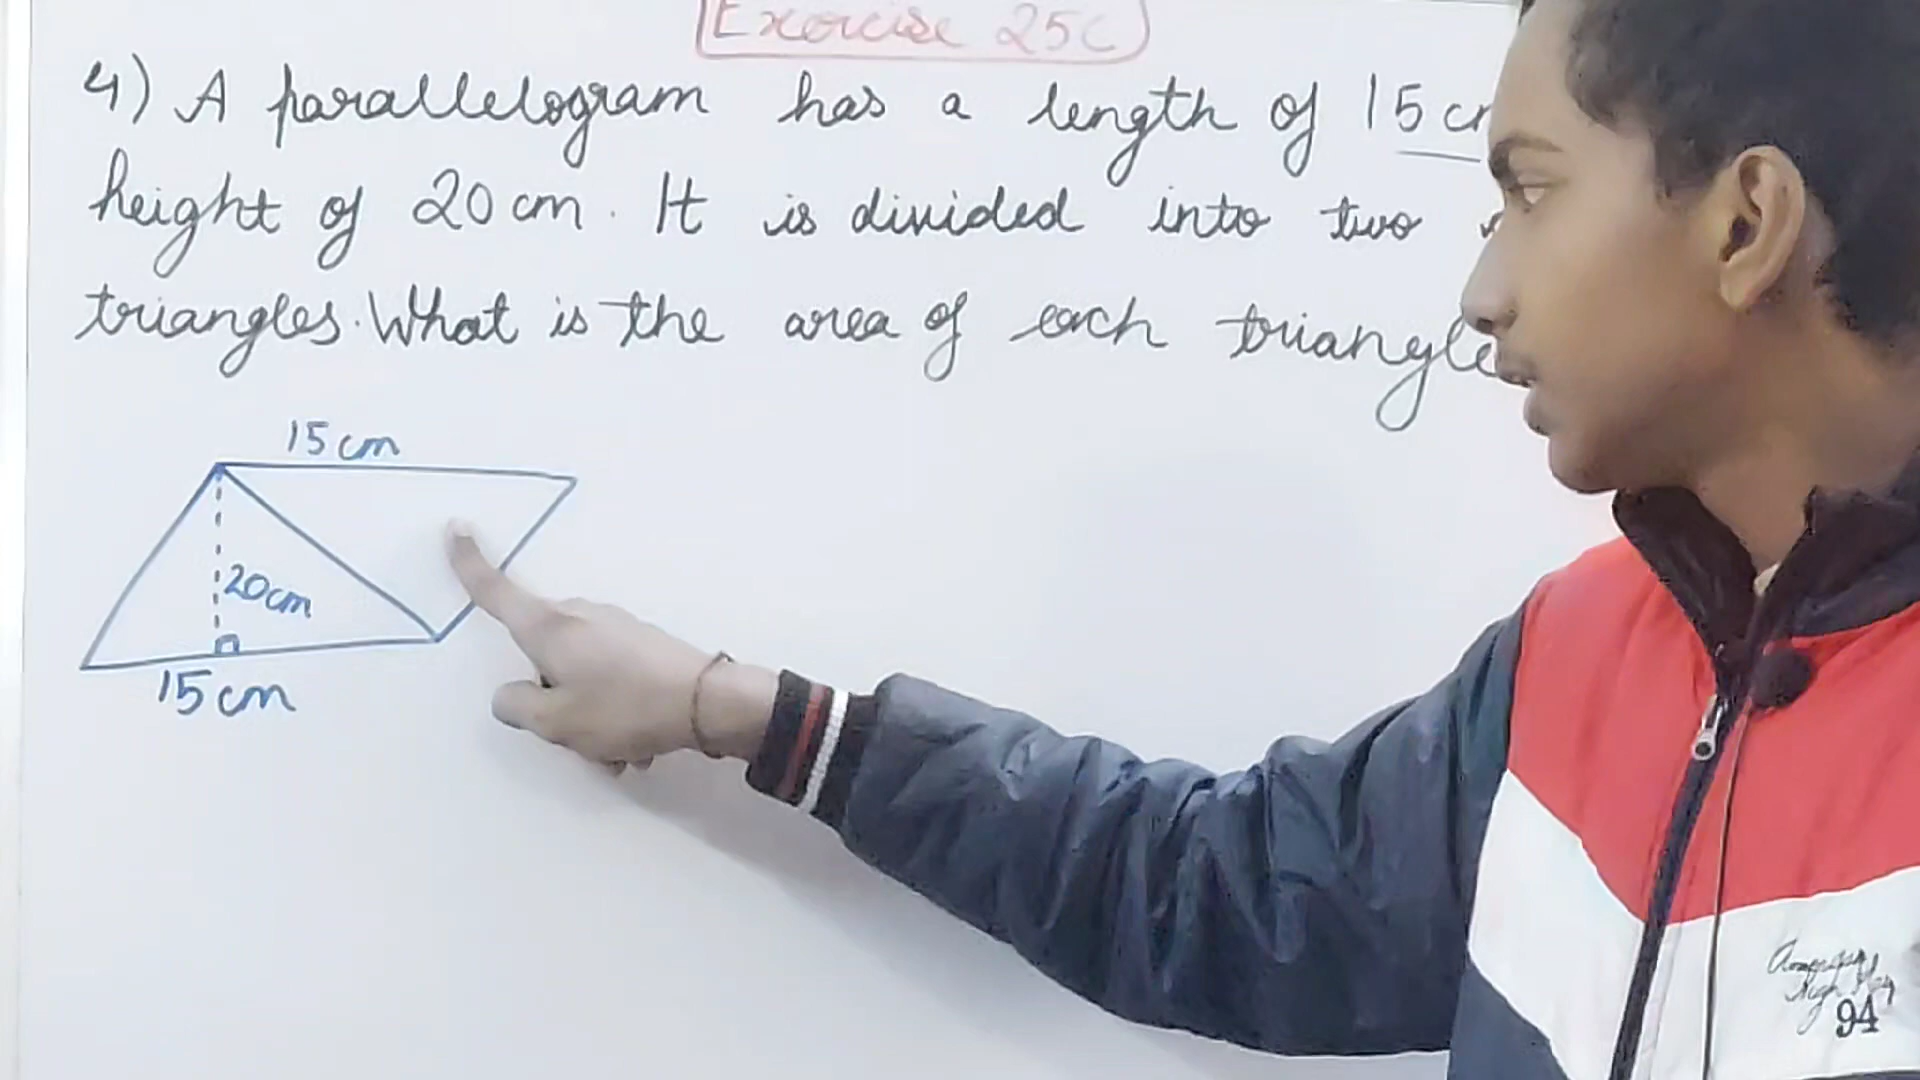 Exercise 25C
4) A parallelogram has a length of 15 cm
height of 20 cm. It is divided into two
triangles. What is the area of each triangle
15 cm
20cm
15 cm
94